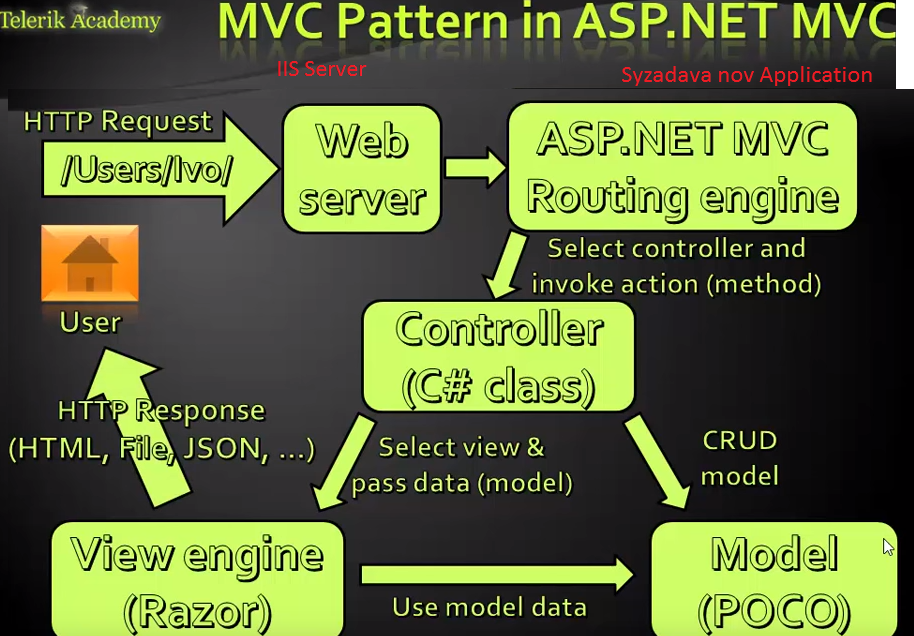 Telerik Academy
MVC Pattern in ASP.NET MVC
IIS Server
Syzadava nov Application
HTTP Request
/Users/Ivo/
Web
server
ASP.NET MVC
Routing engine
Select controller and
invoke action (method)
User
Controller
(C# class)
HTTP Response
(HTML, File, JSON, ...)
Select view &
pass data (model)
CRUD
model
View engine
(Razor)
Use model data
Model
(POCO)